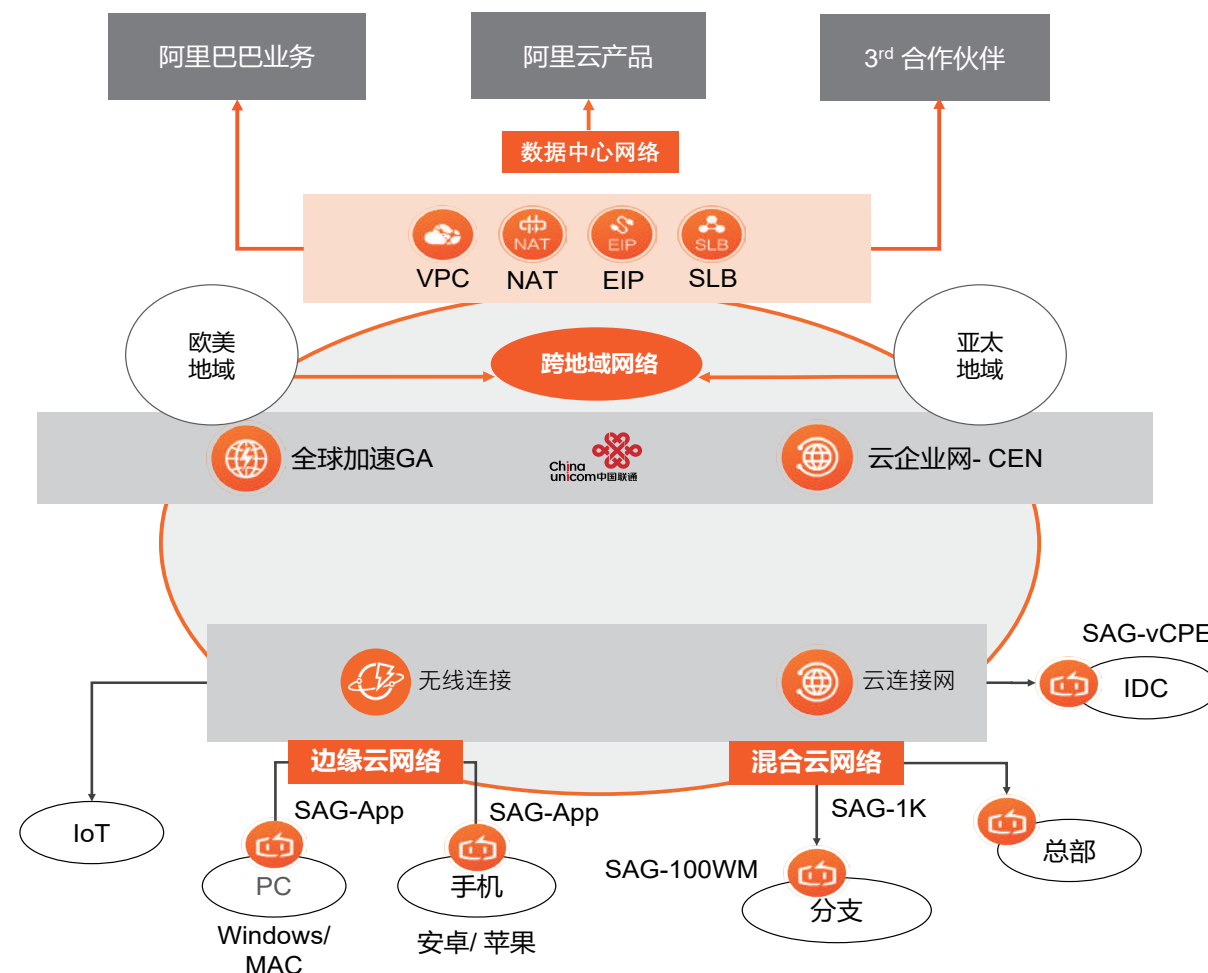 阿里巴巴业务
阿里云产品
3rd 合作伙伴
数据中心网络
NAT
EIP
SLB
VPC
NAT
EIP
SLB
欧美
地域
跨地域网络
亚太
地域
全球加速GA
China
unicom中国联通
云企业网- CEN
SAG-vCPE
无线连接
云连接网
IDC
边缘云网络
混合云网络
SAG-App
SAG-App
SAG-1K
IoT
总部
SAG-100WM
PC
手机
分支
Windows/
MAC
安卓/ 苹果